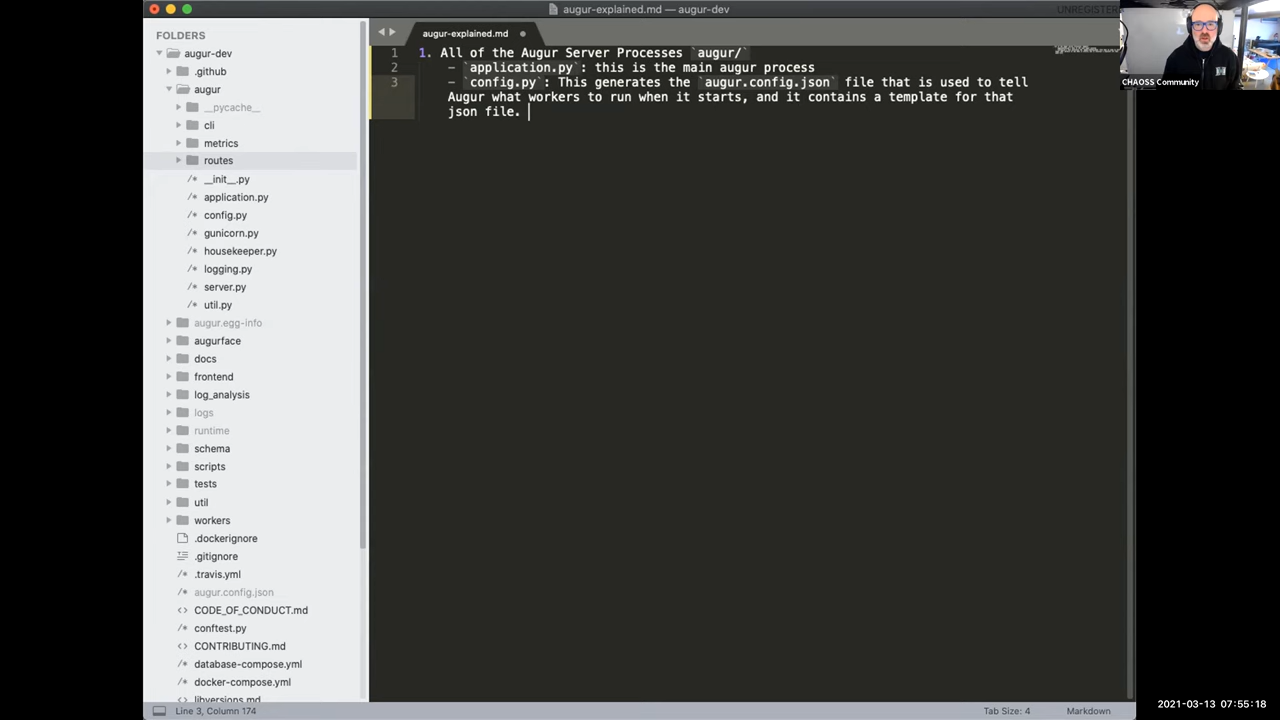 augur-explained.md — augur-dev
UNREGISTERED
CHAOSS Community
FOLDERS
augur-dev
.github
augur
__pycache__
cli
metrics
routes
__init__.py
application.py
config.py
gunicorn.py
housekeeper.py
logging.py
server.py
util.py
augur.egg-info
augurface
docs
frontend
log_analysis
logs
runtime
schema
scripts
tests
util
workers
.dockerignore
.gitignore
.travis.yml
augur.config.json
CODE_OF_CONDUCT.md
conftest.py
CONTRIBUTING.md
database-compose.yml
docker-compose.yml
libversions.md
augur-explained.md
1 1. All of the Augur Server Processes `augur/`
2 - `application.py`: this is the main augur process
3 - `config.py`: This generates the `augur.config.json` file that is used to tell
Augur what workers to run when it starts, and it contains a template for that
json file.
Line 3, Column 174
Tab Size: 4
Markdown
2021-03-13 07:55:18